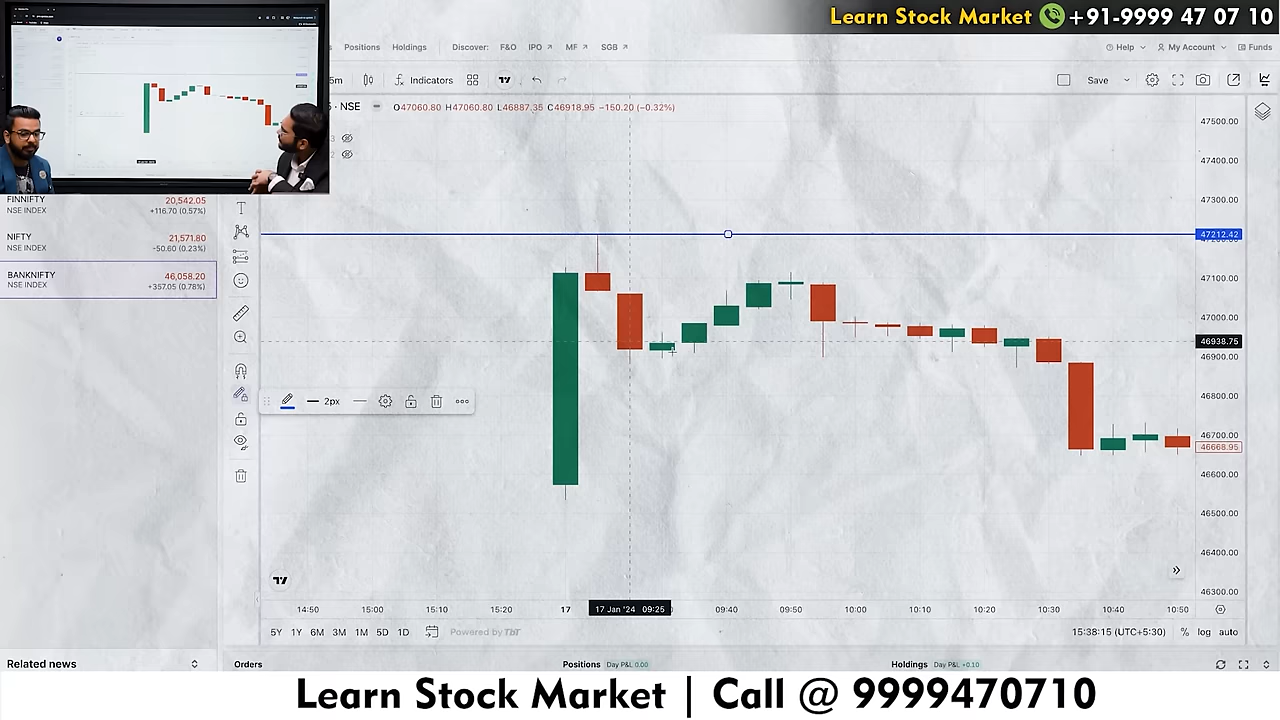 Learn Stock Market +91-9999 47 07 10
Positions Holdings Discover: F&O IPO MF SGB Help My Account Funds
5m Indicators Save
NSE O47060.80 H47060.80 L46887.35 C46918.95 −150.20 (−0.32%)
47500.00
47400.00
47300.00
47212.42
47100.00
47000.00
46938.75
46900.00
46800.00
46700.00
46668.95
46600.00
46500.00
46400.00
46300.00
FINNIFTY 20,542.05
NSE INDEX +116.70 (0.57%)
NIFTY 21,571.80
NSE INDEX -50.60 (0.23%)
BANKNIFTY 46,058.20
NSE INDEX +357.05 (0.78%)
2px
14:50 15:00 15:10 15:20 17 17 Jan '24 09:25 09:40 09:50 10:00 10:10 10:20 10:30 10:40 10:50
5Y 1Y 6M 3M 1M 5D 1D Powered by TbT 15:38:15 (UTC+5:30) % log auto
Related news Orders Positions Day P&L 0.00 Holdings Day P&L +0.10
Learn Stock Market | Call @ 9999470710